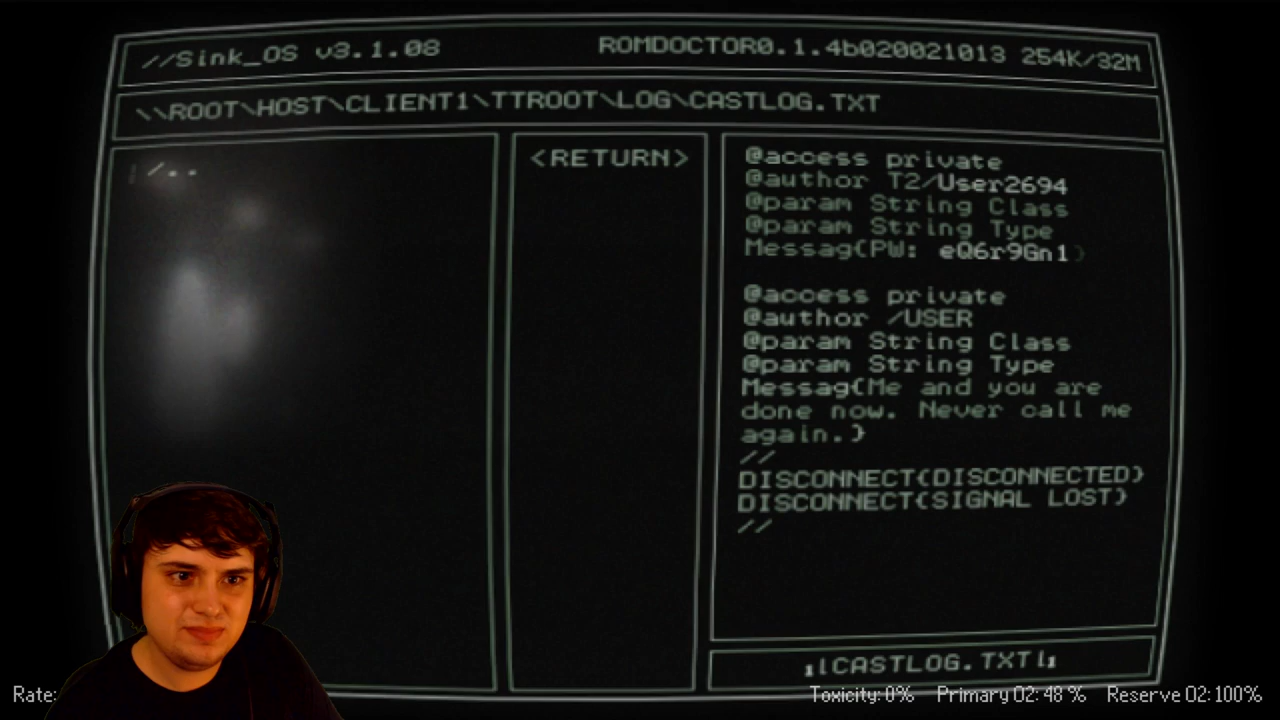 //Sink_OS v3.1.08
ROMDOCTOR0.1.4b020021013 254K/32M
\\ROOT\HOST\CLIENT1\TTROOT\LOG\CASTLOG.TXT
/..
<RETURN>
@access private
@author T2/User2694
@param String Class
@param String Type
Messag{PW: eQ6r9Gn1}
@access private
@author /USER
@param String Class
@param String Type
Messag{Me and you are
done now. Never call me
again.}
//
DISCONNECT{DISCONNECTED}
DISCONNECT{SIGNAL LOST}
//
CASTLOG.TXT
Rate:
Toxicity: 0% Primary O2: 48 % Reserve O2: 100%